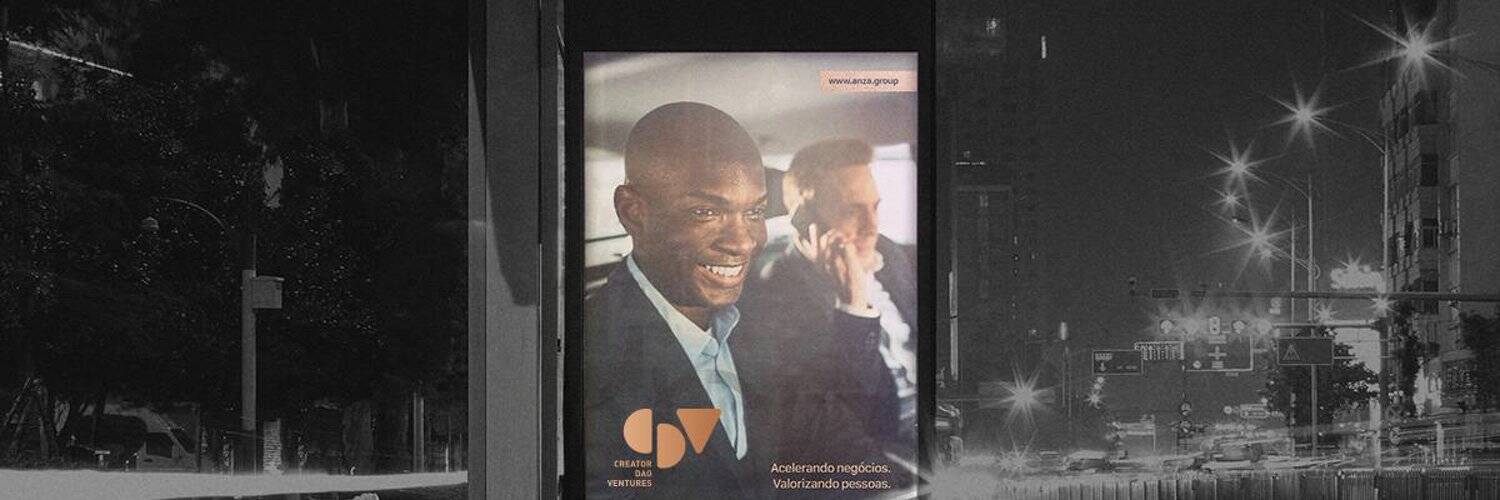 www.anza.group
CREATOR
DAO
VENTURES
Acelerando negócios.
Valorizando pessoas.